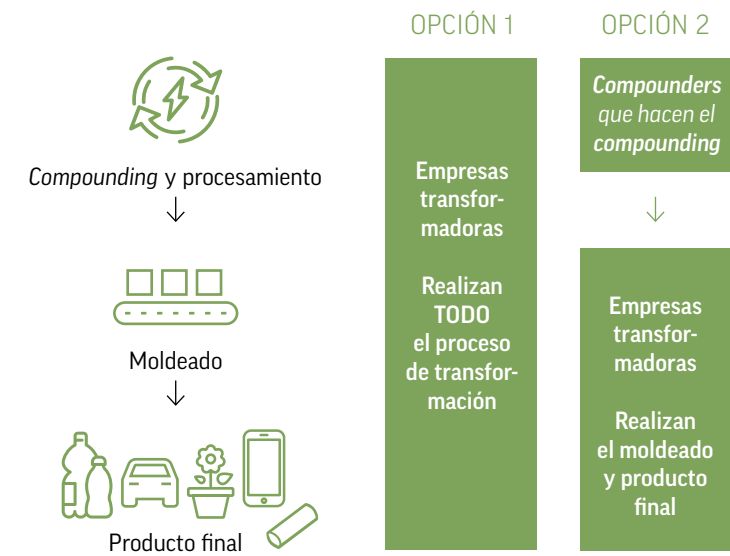 OPCIÓN 1
OPCIÓN 2
Compounding y procesamiento
Moldeado
Producto final
Empresas
transfor-
madoras
Realizan
TODO
el proceso
de transfor-
mación
Compounders
que hacen el
compounding
Empresas
transfor-
madoras
Realizan
el moldeado
y producto
final